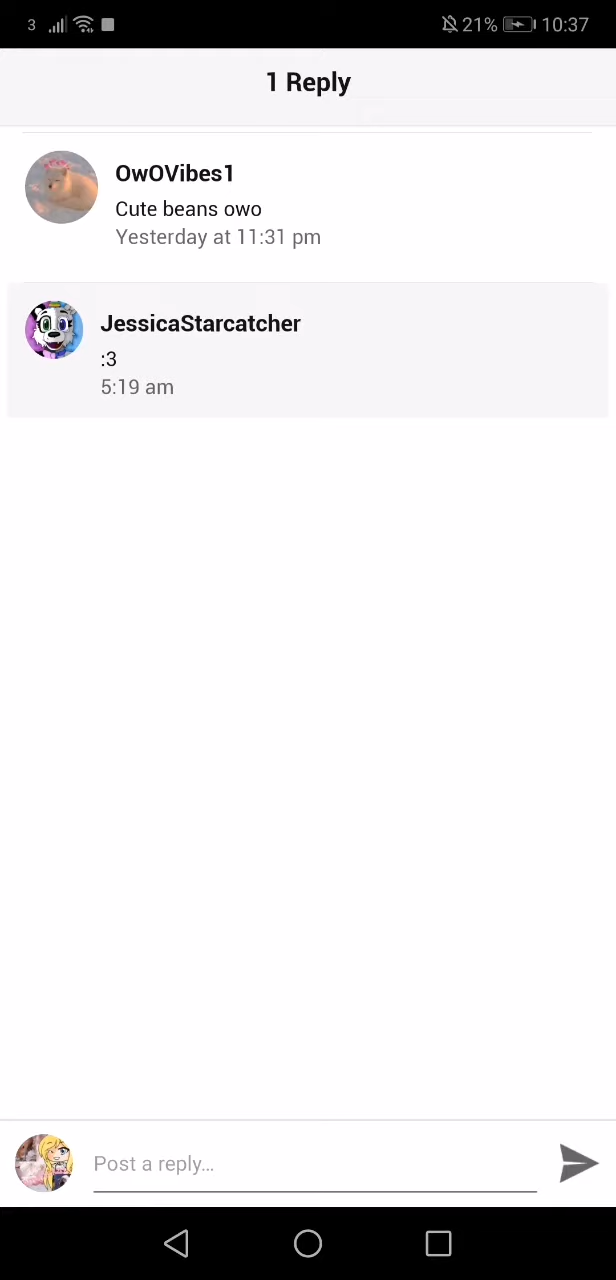 3 21% 10:37
1 Reply
OwOVibes1
Cute beans owo
Yesterday at 11:31 pm
JessicaStarcatcher
:3
5:19 am
Post a reply...